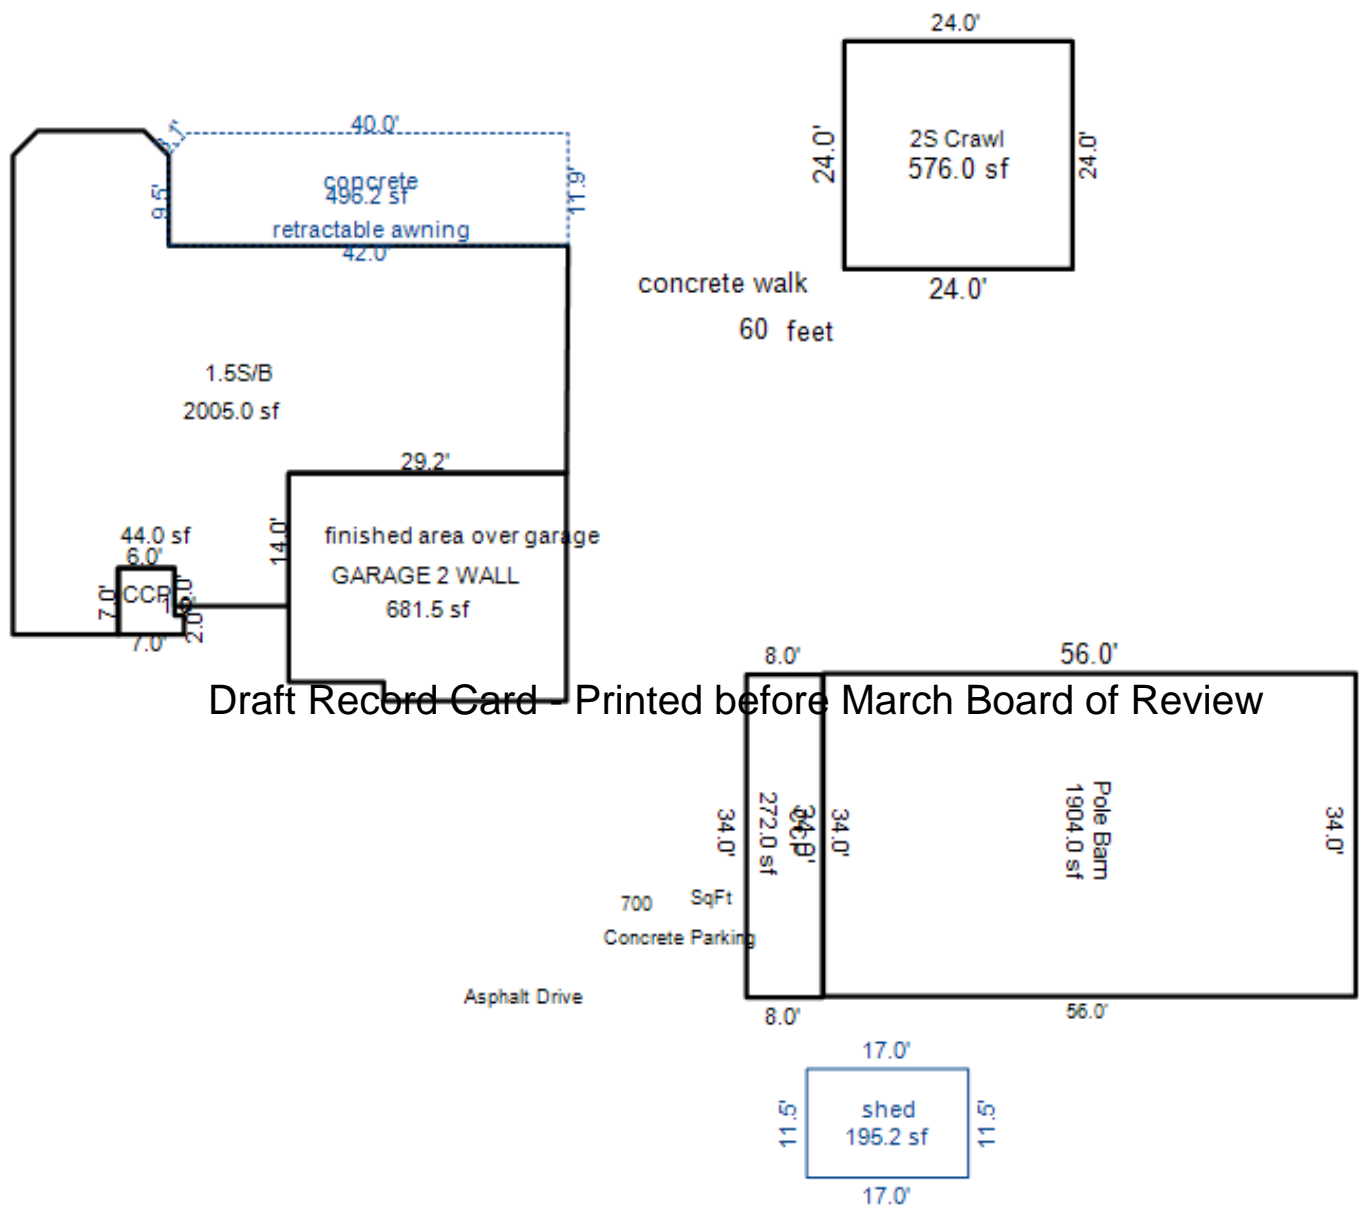 24.0'
24.0'
2S Crawl
576.0 sf
24.0'
24.0'
40.0'
9.5'
concrete
496.2 sf
11.9'
retractable awning
42.0'
concrete walk
60 feet
1.5S/B
2005.0 sf
29.2'
14.0'
finished area over garage
GARAGE 2 WALL
681.5 sf
44.0 sf
6.0'
7.0'
CCP
2.0'
7.0'
Draft Record Card - Printed before March Board of Review
8.0'
56.0'
34.0'
272.0 sf
CCP
34.0'
34.0'
Pole Barn
1904.0 sf
34.0'
700 SqFt
Concrete Parking
Asphalt Drive
8.0'
56.0'
17.0'
11.5'
shed
195.2 sf
11.5'
17.0'